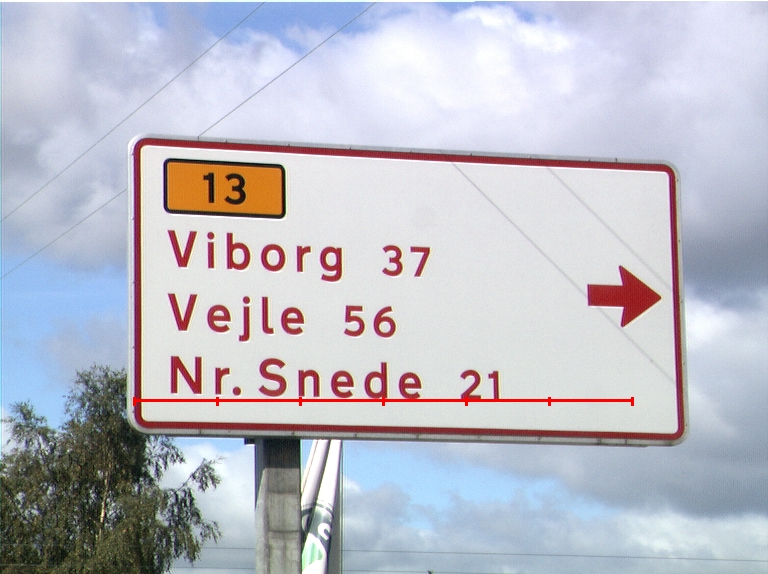 13
Viborg 37
Vejle 56
Nr. Snede 21